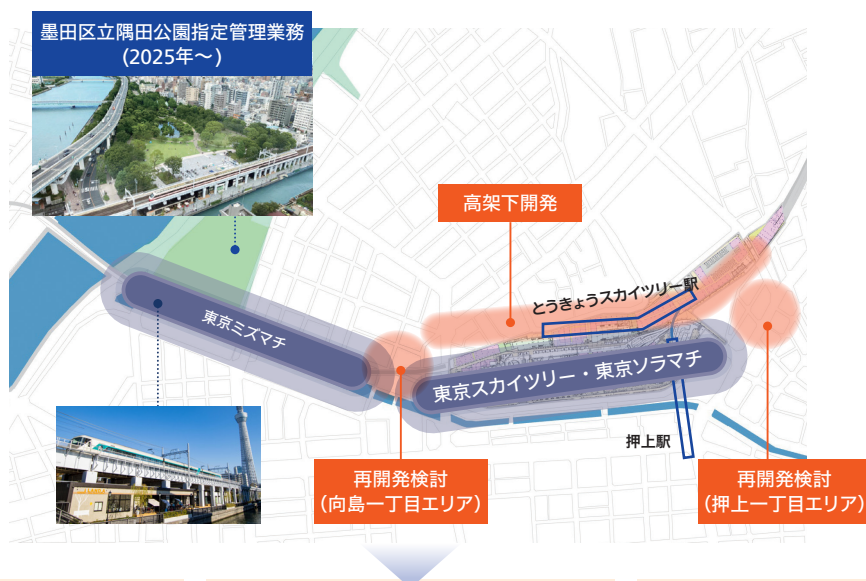 墨田区立隅田公園指定管理業務
(2025年～)
高架下開発
とうきょうスカイツリー駅
東京ミズマチ
東京スカイツリー・東京ソラマチ
押上駅
再開発検討
（向島一丁目エリア）
再開発検討
（押上一丁目エリア）